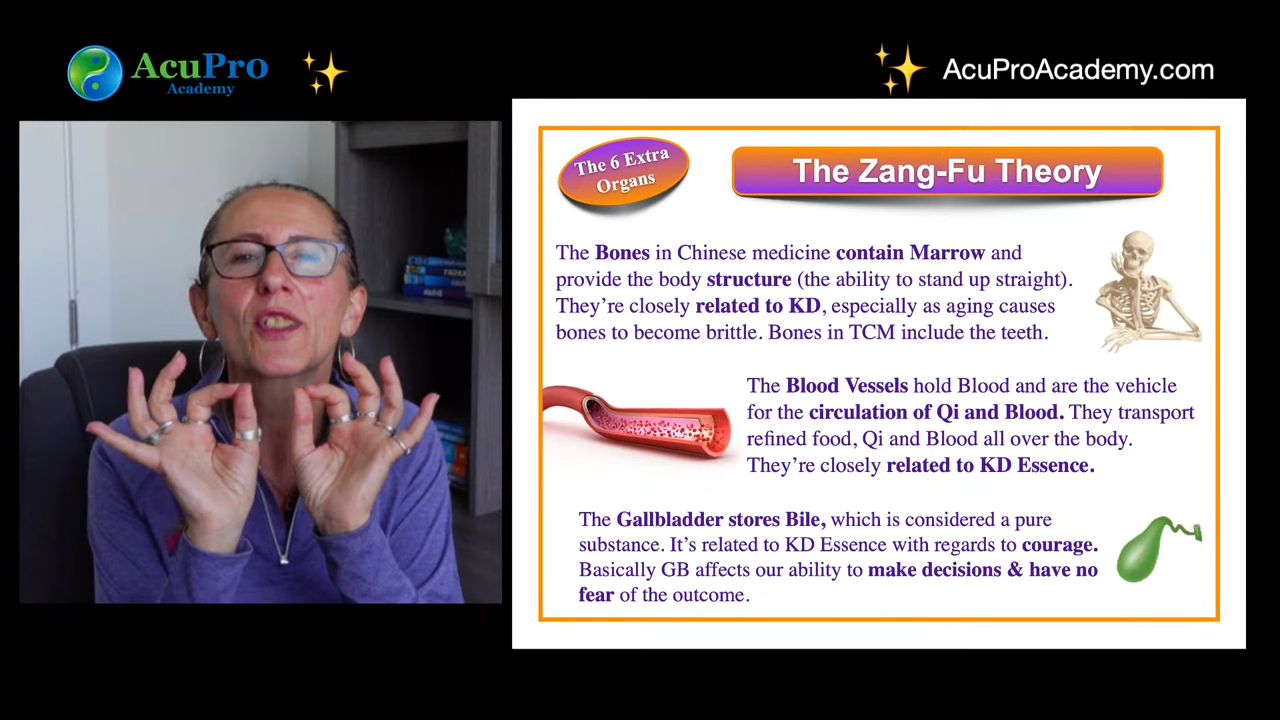 AcuPro
Academy
AcuProAcademy.com
The 6 Extra
Organs
The Zang-Fu Theory
The Bones in Chinese medicine contain Marrow and
provide the body structure (the ability to stand up straight).
They're closely related to KD, especially as aging causes
bones to become brittle. Bones in TCM include the teeth.
The Blood Vessels hold Blood and are the vehicle
for the circulation of Qi and Blood. They transport
refined food, Qi and Blood all over the body.
They're closely related to KD Essence.
The Gallbladder stores Bile, which is considered a pure
substance. It's related to KD Essence with regards to courage.
Basically GB affects our ability to make decisions & have no
fear of the outcome.